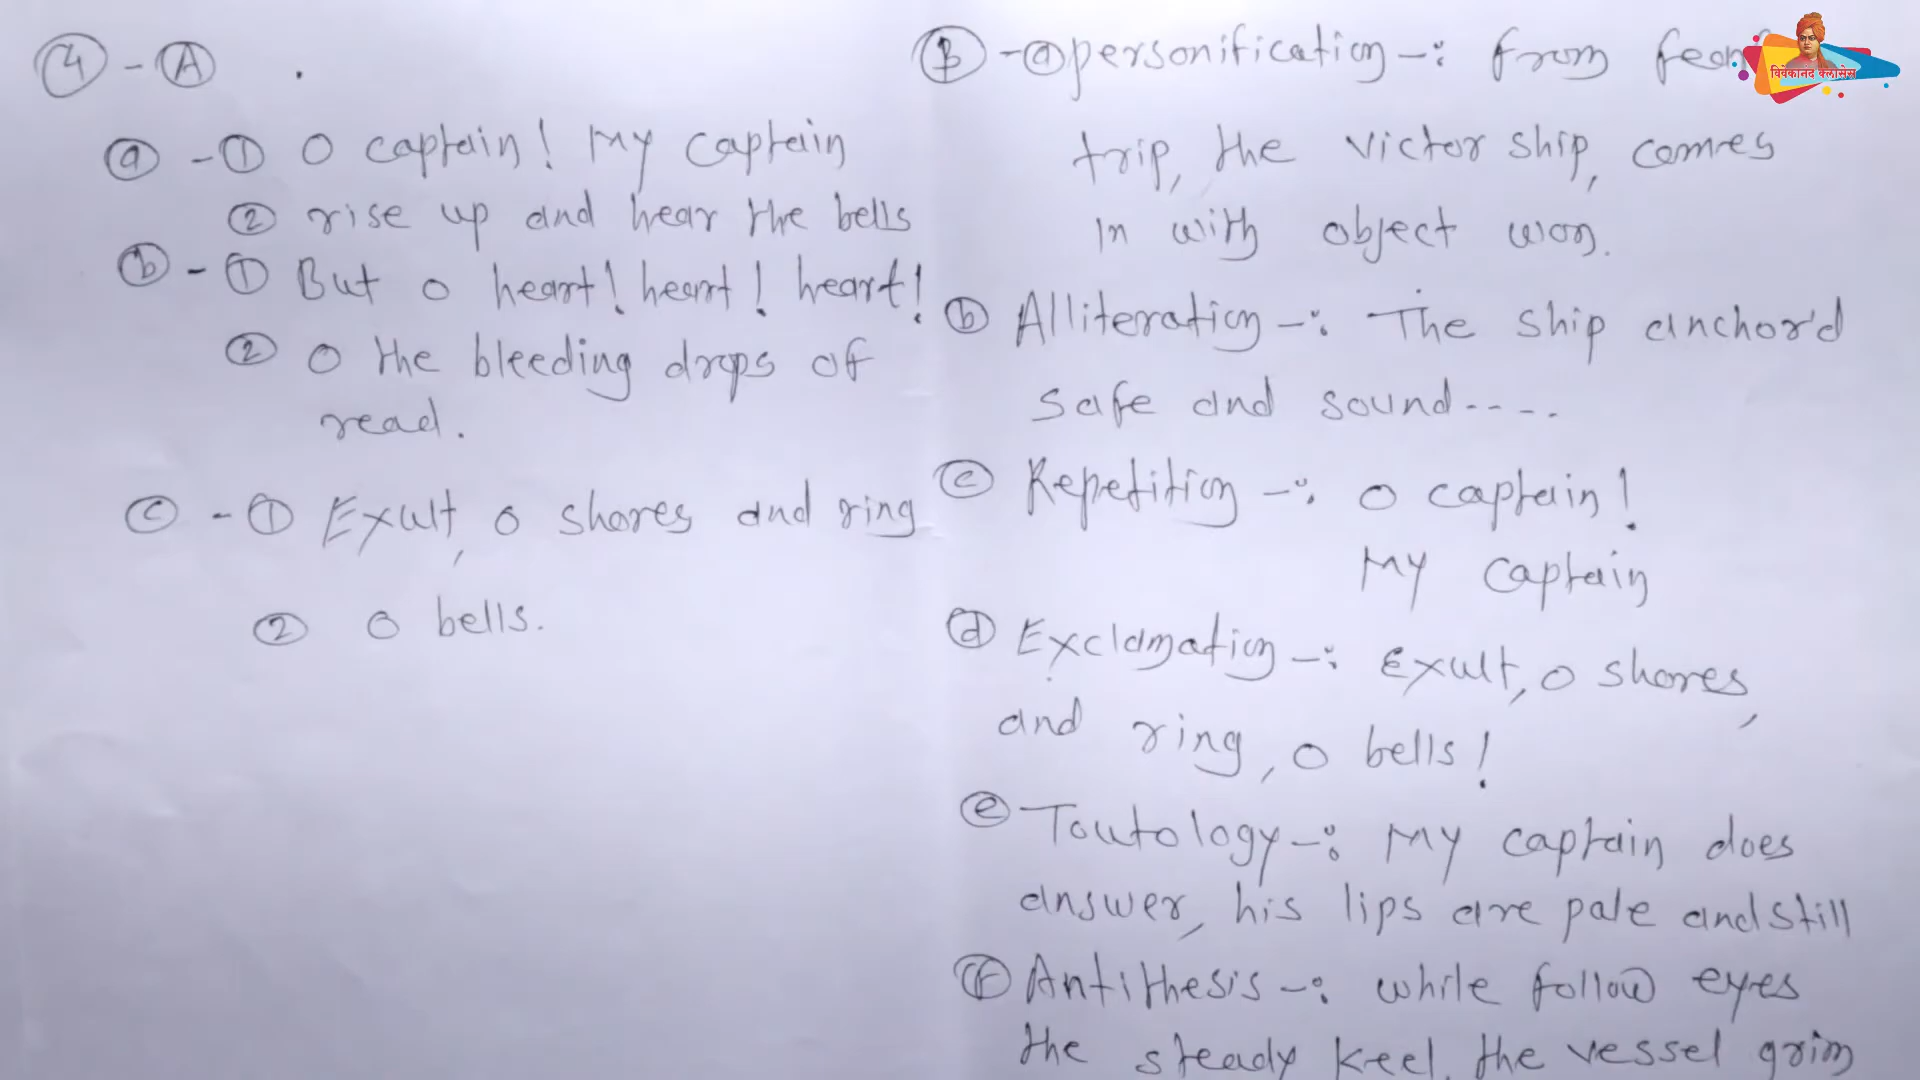 4 - A
a - 1 O captain! My captain
2 rise up and hear the bells
b - 1 But o heart! heart! heart!
2 O the bleeding drops of
read.
c - 1 Exult, o shores and ring
2 O bells.
B - a personification -: from
trip, the victor ship, comes
In with object won.
b Alliteration -: The ship anchor'd
safe and sound----.
c Repetition -: O captain!
My captain
d Exclamation -: Exult, o shores,
and ring, o bells!
e Toutology -: My captain does
answer, his lips are pale and still
f Antithesis -: while follow eyes
the steady keel, the vessel grim
विवेकानंद क्लासेस